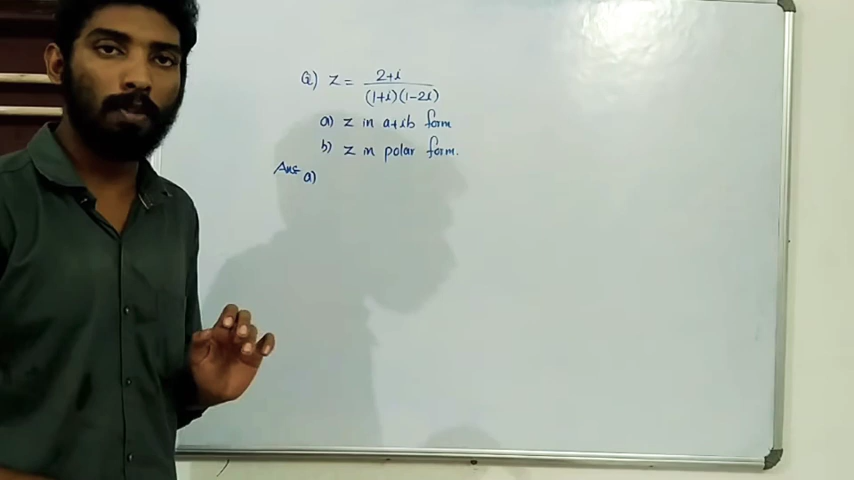 Q) z = 2+i / (1+i)(1-2i)
a) z in a+ib form
b) z in polar form.
Ans a)